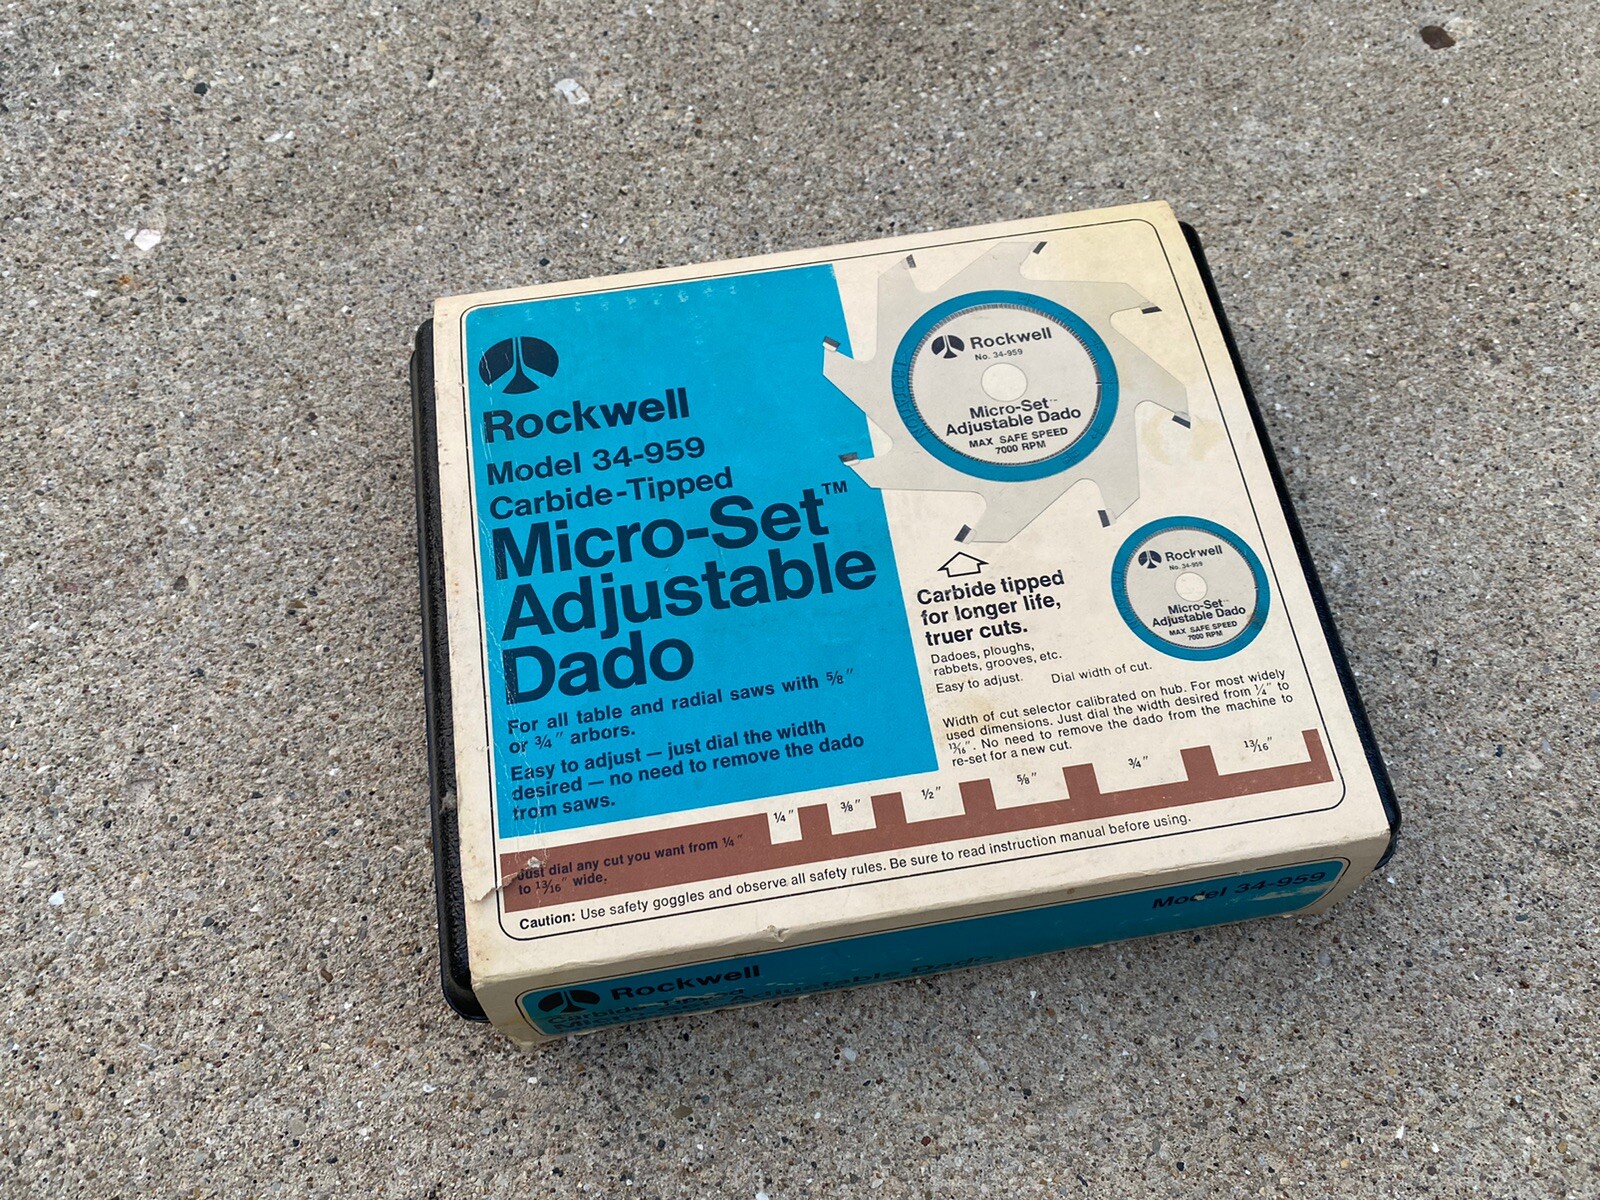 Rockwell
Model 34-959
Carbide-Tipped
Micro-Set™
Adjustable
Dado
For all table and radial saws with 5/8"
or 3/4" arbors.
Easy to adjust — just dial the width
desired — no need to remove the dado
from saws.
Rockwell
No. 34-959
Micro-Set™
Adjustable Dado
MAX SAFE SPEED
7000 RPM
ROTATION
Carbide tipped
for longer life,
truer cuts.
Dadoes, ploughs,
rabbets, grooves, etc.
Easy to adjust. Dial width of cut.
Rockwell
No. 34-959
Micro-Set
Adjustable Dado
MAX SAFE SPEED
7000 RPM
Width of cut selector calibrated on hub. For most widely
used dimensions. Just dial the width desired from 1/4" to
13/16". No need to remove the dado from the machine to
re-set for a new cut.
1/4" 3/8" 1/2" 5/8" 3/4" 13/16"
Just dial any cut you want from 1/4"
to 13/16" wide.
Caution: Use safety goggles and observe all safety rules. Be sure to read instruction manual before using.
Rockwell
Model 34-959
Carbide-Tipped
Micro-Set Adjustable Dado